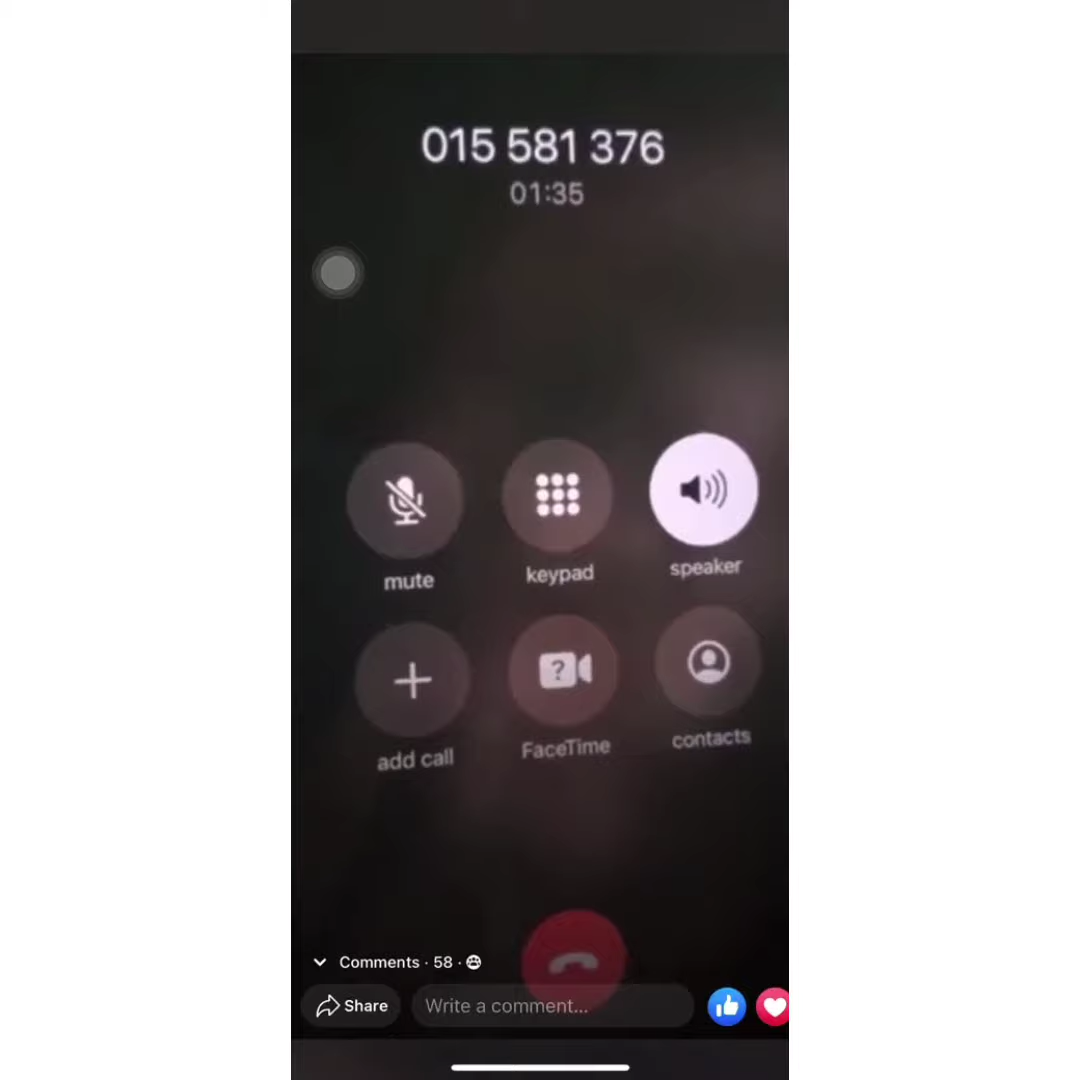 015 581 376
01:35
mute
keypad
speaker
add call
FaceTime
contacts
Comments · 58 ·
Share
Write a comment...